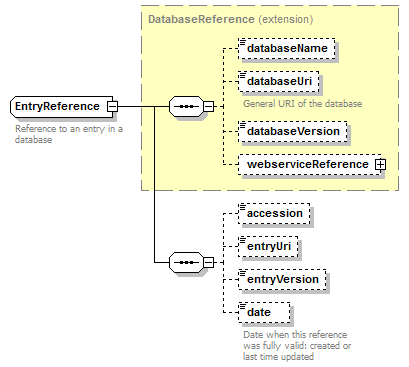 DatabaseReference (extension)
databaseName
databaseUri
General URI of the database
databaseVersion
webserviceReference
EntryReference
Reference to an entry in a
database
accession
entryUri
entryVersion
date
Date when this reference
was fully valid: created or
last time updated